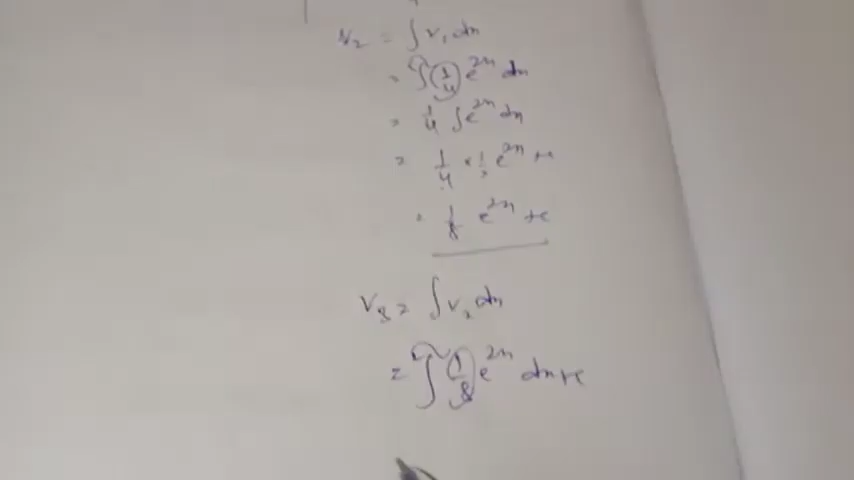 V₂ = ∫ v₁ dx
= ∫ (1/4) e^{2x} dx
= 1/4 ∫ e^{2x} dx
= 1/4 × 1/2 e^{2x} + c
= 1/8 e^{2x} + c
V₃ = ∫ v₂ dx
= ∫ (1/8) e^{2x} dx + c